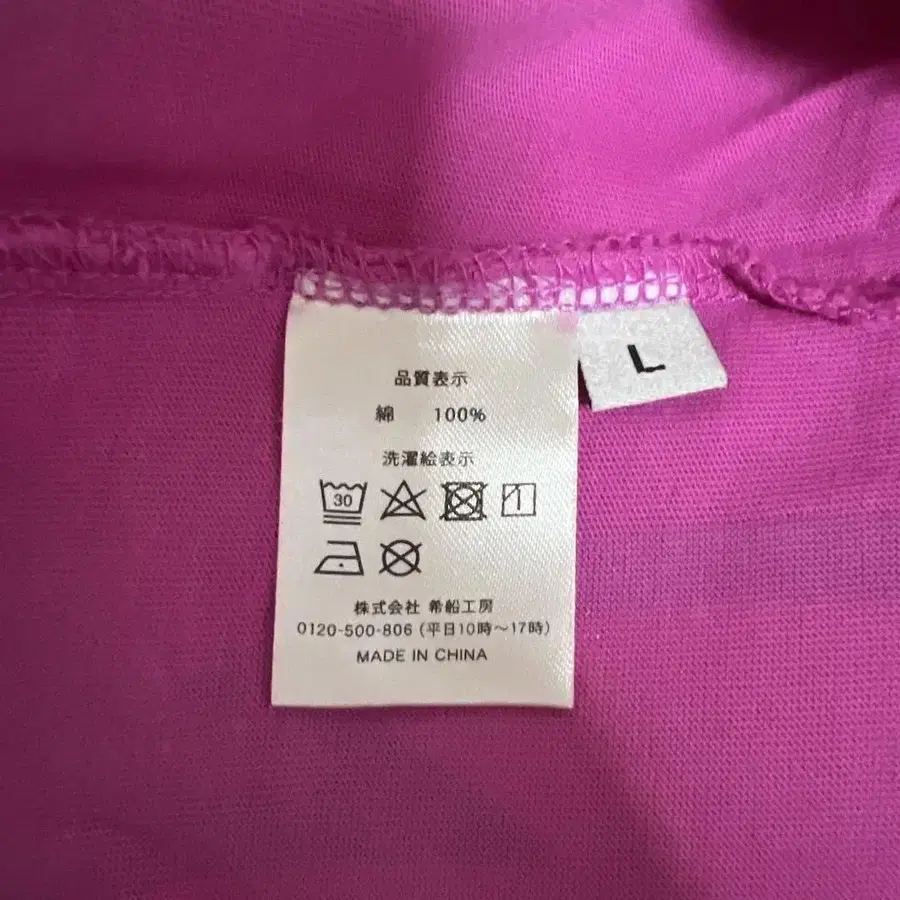 品質表示
綿 100%
洗濯絵表示
30
株式会社 希船工房
0120-500-806 (平日10時～17時)
MADE IN CHINA
L